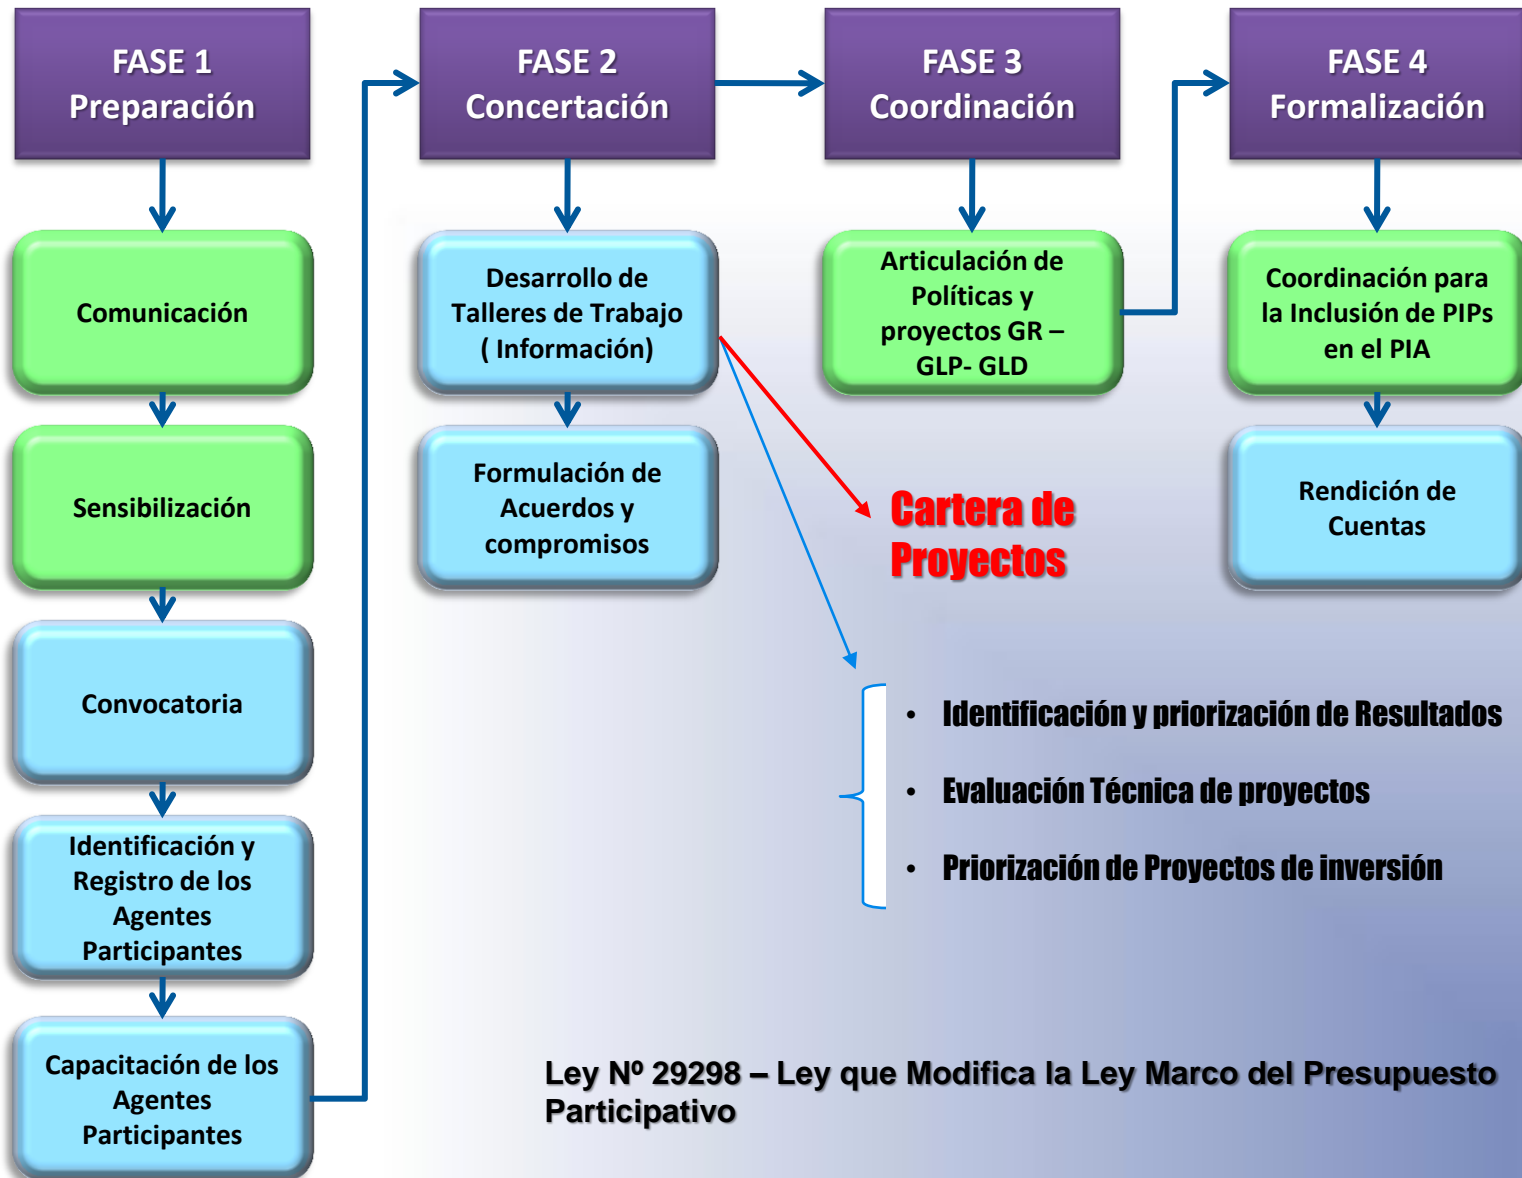 FASE 1
Preparación
Comunicación
Sensibilización
Convocatoria
Identificación y
Registro de los
Agentes
Participantes
Capacitación de los
Agentes
Participantes
FASE 2
Concertación
Desarrollo de
Talleres de Trabajo
( Información)
Formulación de
Acuerdos y
compromisos
FASE 3
Coordinación
Articulación de
Políticas y
proyectos GR –
GLP- GLD
Cartera de
Proyectos
FASE 4
Formalización
Coordinación para
la Inclusión de PIPs
en el PIA
Rendición de
Cuentas
• Identificación y priorización de Resultados
• Evaluación Técnica de proyectos
• Priorización de Proyectos de inversión
Ley Nº 29298 – Ley que Modifica la Ley Marco del Presupuesto
Participativo